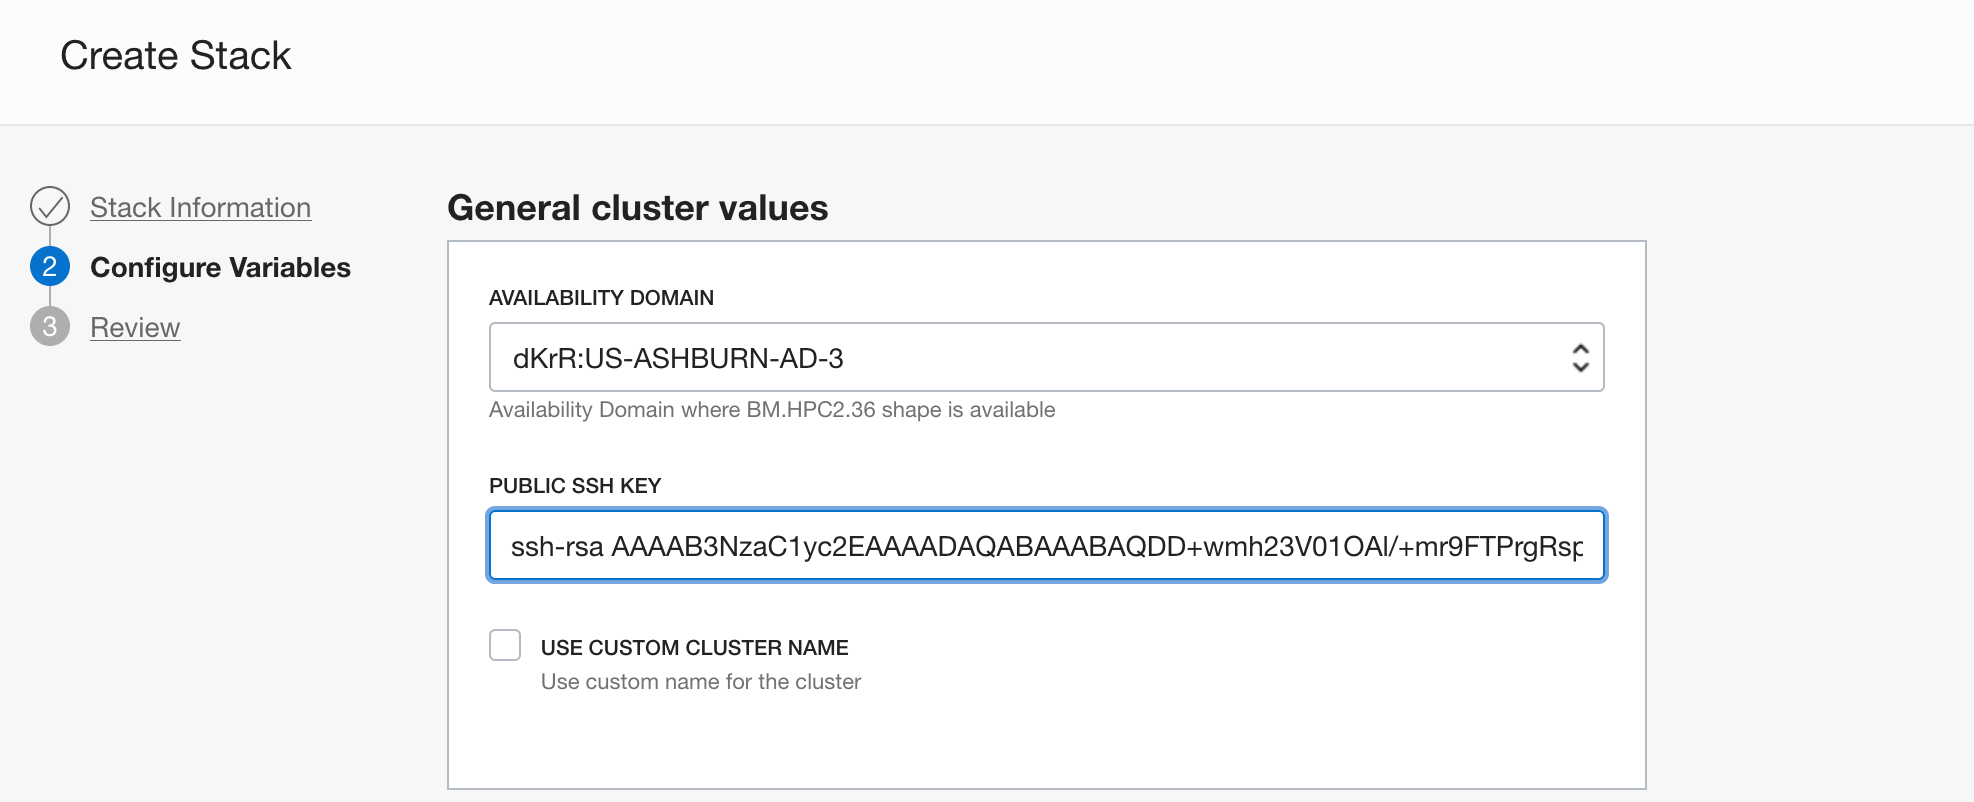 Create Stack
Stack Information
2 Configure Variables
3 Review
General cluster values
AVAILABILITY DOMAIN
dKrR:US-ASHBURN-AD-3
Availability Domain where BM.HPC2.36 shape is available
PUBLIC SSH KEY
ssh-rsa AAAAB3NzaC1yc2EAAAADAQABAAABAQDD+wmh23V01OAl/+mr9FTPrgRsp
USE CUSTOM CLUSTER NAME
Use custom name for the cluster